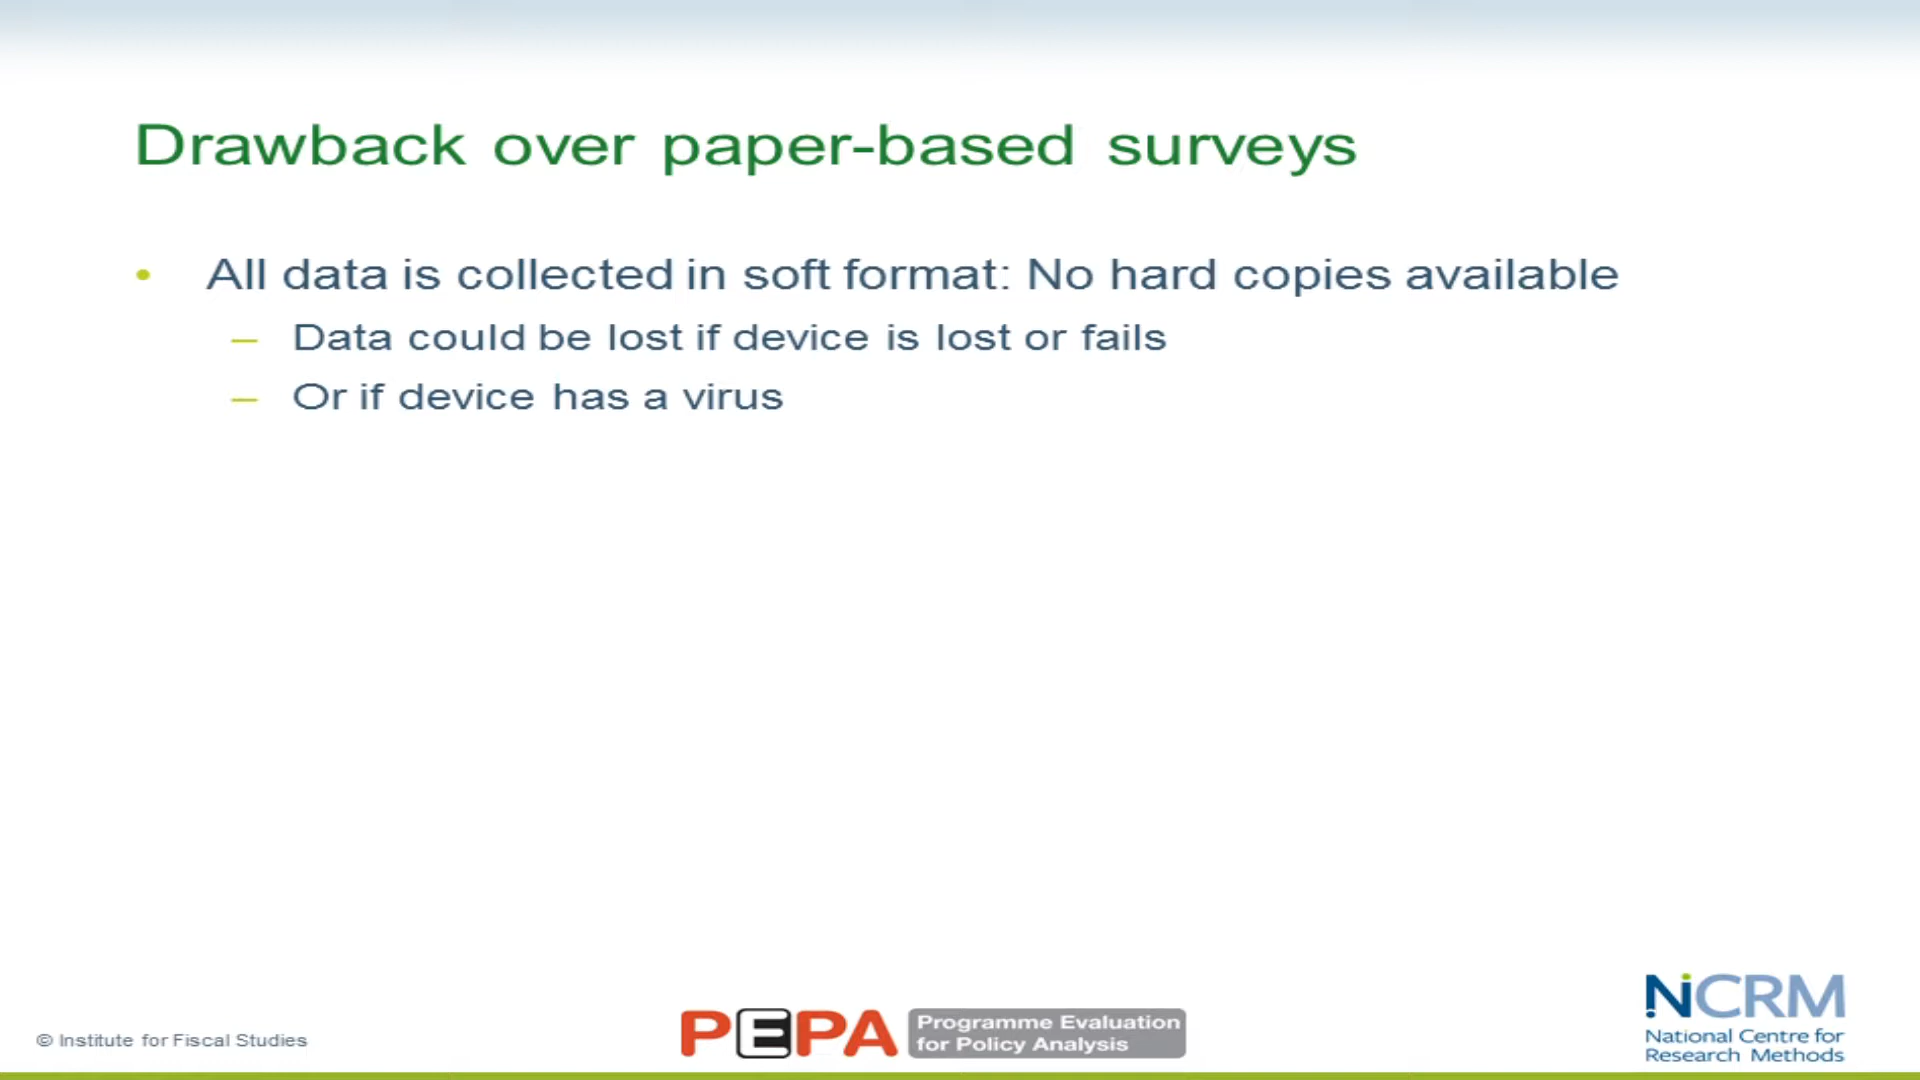 Drawback over paper-based surveys
• All data is collected in soft format: No hard copies available
– Data could be lost if device is lost or fails
– Or if device has a virus
© Institute for Fiscal Studies
PEPA
Programme Evaluation
for Policy Analysis
NCRM
National Centre for
Research Methods